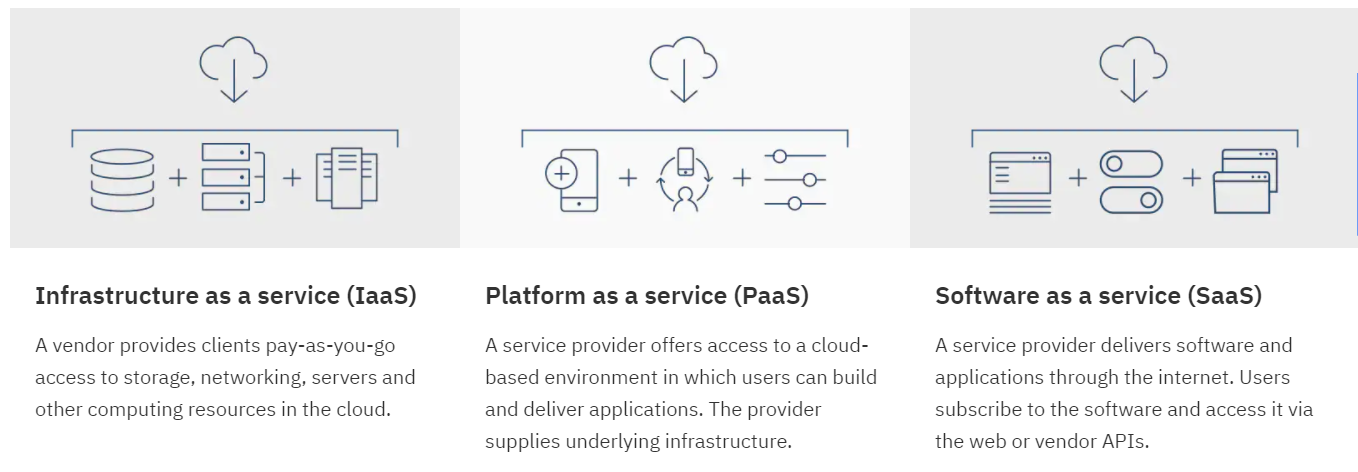 Infrastructure as a service (IaaS)
A vendor provides clients pay-as-you-go
access to storage, networking, servers and
other computing resources in the cloud.
Platform as a service (PaaS)
A service provider offers access to a cloud-
based environment in which users can build
and deliver applications. The provider
supplies underlying infrastructure.
Software as a service (SaaS)
A service provider delivers software and
applications through the internet. Users
subscribe to the software and access it via
the web or vendor APIs.